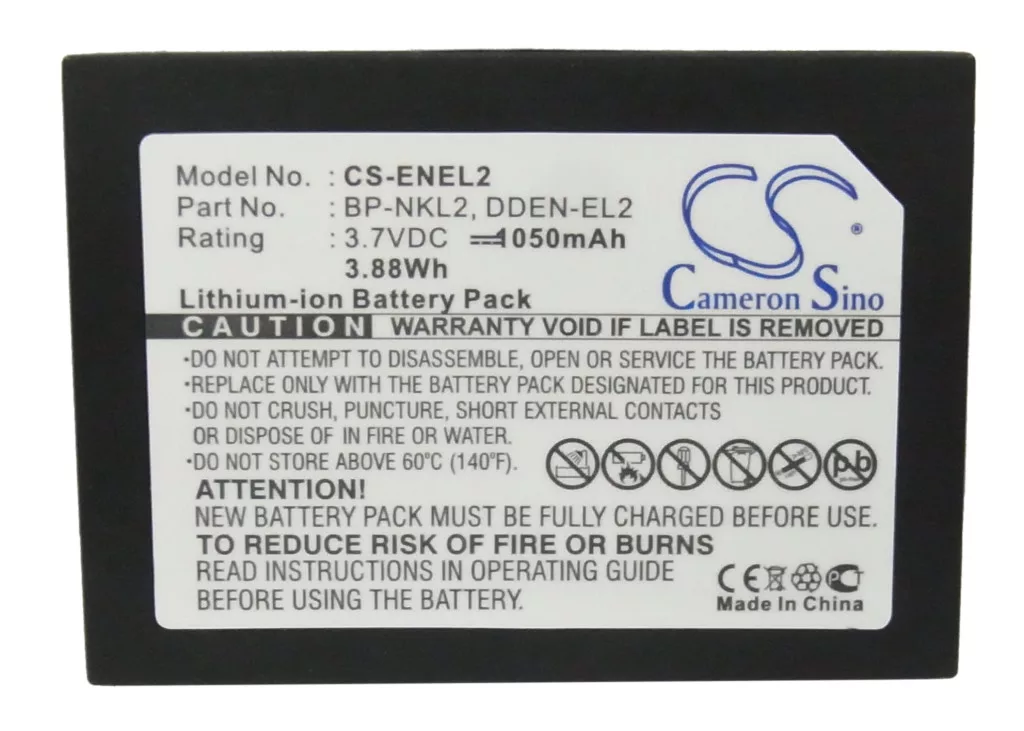 Model No. : CS-ENEL2
Part No. : BP-NKL2, DDEN-EL2
Rating : 3.7VDC 1050mAh
3.88Wh
Lithium-ion Battery Pack
CS ®
Cameron Sino
CAUTION WARRANTY VOID IF LABEL IS REMOVED
·DO NOT ATTEMPT TO DISASSEMBLE, OPEN OR SERVICE THE BATTERY PACK.
·REPLACE ONLY WITH THE BATTERY PACK DESIGNATED FOR THIS PRODUCT.
·DO NOT CRUSH, PUNCTURE, SHORT EXTERNAL CONTACTS
OR DISPOSE OF IN FIRE OR WATER.
·DO NOT STORE ABOVE 60°C (140°F).
Pb
ATTENTION!
NEW BATTERY PACK MUST BE FULLY CHARGED BEFORE USE.
TO REDUCE RISK OF FIRE OR BURNS
READ INSTRUCTIONS IN OPERATING GUIDE
BEFORE USING THE BATTERY.
CE
Made In China